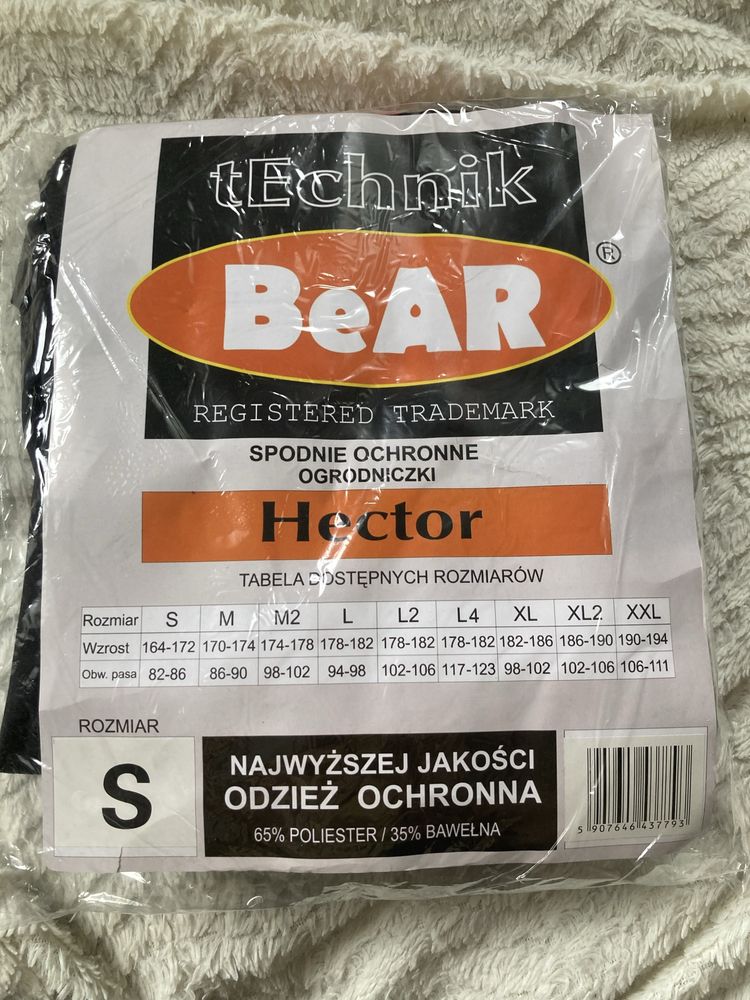 tEchnik
BeAR ®
REGISTERED TRADEMARK
SPODNIE OCHRONNE
OGRODNICZKI
Hector
TABELA DOSTĘPNYCH ROZMIARÓW
Rozmiar S M M2 L L2 L4 XL XL2 XXL
Wzrost 164-172 170-174 174-178 178-182 178-182 178-182 182-186 186-190 190-194
Obw. pasa 82-86 86-90 98-102 94-98 102-106 117-123 98-102 102-106 106-111
ROZMIAR
S
NAJWYŻSZEJ JAKOŚCI
ODZIEŻ OCHRONNA
65% POLIESTER / 35% BAWEŁNA
5 907646 437793